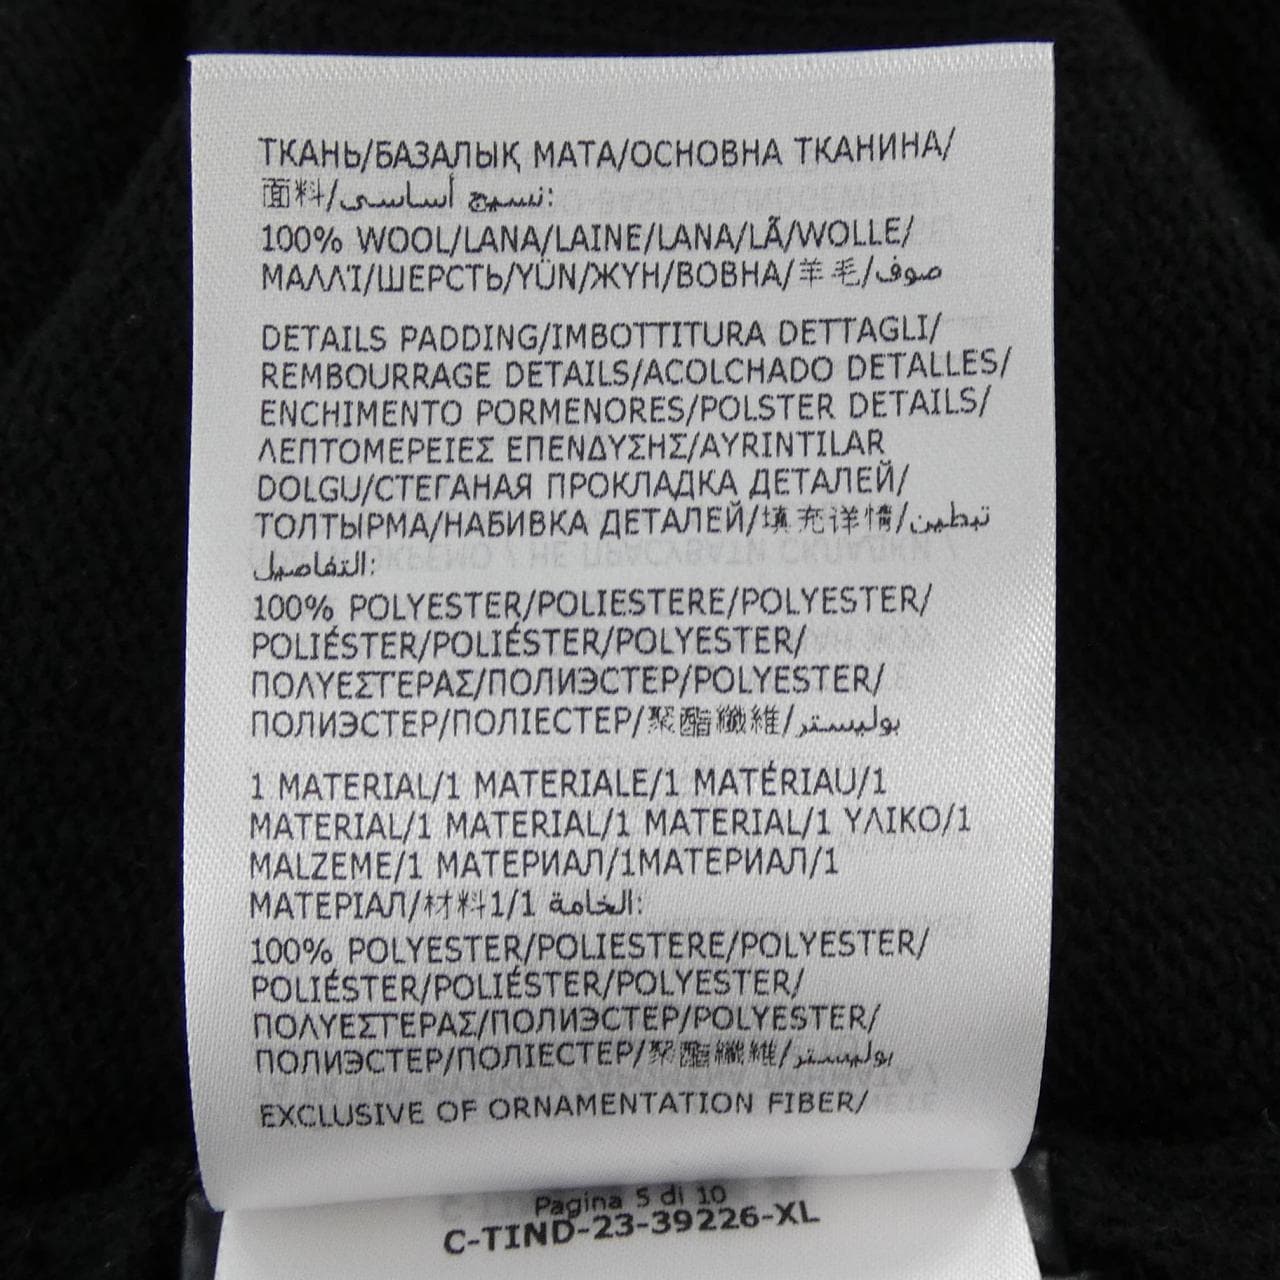 ТКАНЬ/БАЗАЛЫҚ МАТА/ОСНОВНА ТКАНИНА/
面料/نسيج أساسى:
100% WOOL/LANA/LAINE/LANA/LÃ/WOLLE/
ΜΑΛΛΊ/ШЕРСТЬ/YÜN/ЖҮН/ВОВНА/羊毛/صوف
DETAILS PADDING/IMBOTTITURA DETTAGLI/
REMBOURRAGE DETAILS/ACOLCHADO DETALLES/
ENCHIMENTO PORMENORES/POLSTER DETAILS/
ΛΕΠΤΟΜΕΡΕΙΕΣ ΕΠΕΝΔΥΣΗΣ/AYRINTILAR
DOLGU/СТЕГАНАЯ ПРОКЛАДКА ДЕТАЛЕЙ/
ТОЛТЫРМА/НАБИВКА ДЕТАЛЕЙ/填充详情/تبطين
التفاصيل:
100% POLYESTER/POLIESTERE/POLYESTER/
POLIÉSTER/POLIÉSTER/POLYESTER/
ΠΟΛΥΕΣΤΕΡΑΣ/ПОЛИЭСТЕР/POLYESTER/
ПОЛИЭСТЕР/ПОЛІЕСТЕР/聚酯纖維/بوليستر
1 MATERIAL/1 MATERIALE/1 MATÉRIAU/1
MATERIAL/1 MATERIAL/1 MATERIAL/1 ΥΛΙΚΟ/1
MALZEME/1 МАТЕРИАЛ/1МАТЕРИАЛ/1
МАТЕРІАЛ/材料1/1 الخامة:
100% POLYESTER/POLIESTERE/POLYESTER/
POLIÉSTER/POLIÉSTER/POLYESTER/
ΠΟΛΥΕΣΤΕΡΑΣ/ПОЛИЭСТЕР/POLYESTER/
ПОЛИЭСТЕР/ПОЛІЕСТЕР/聚酯纖維/بوليستر
EXCLUSIVE OF ORNAMENTATION FIBER/
Pagina 5 di 10
C-TIND-23-39226-XL